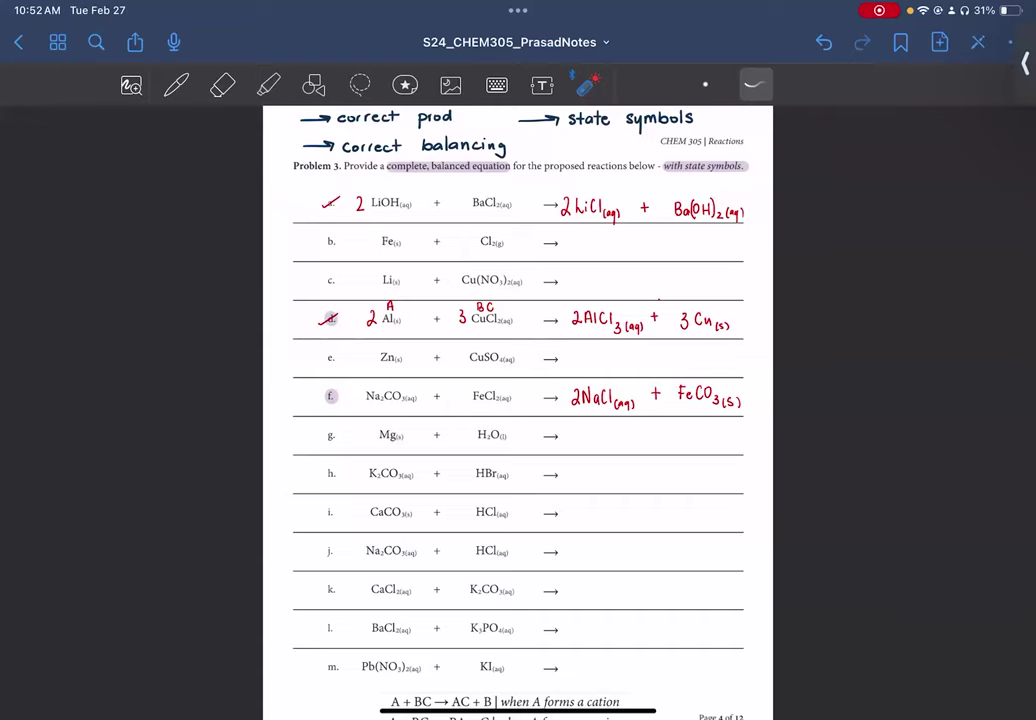 10:52 AM Tue Feb 27
31%
S24_CHEM305_PrasadNotes
→ correct prod → state symbols
→ correct balancing
CHEM 305 | Reactions
Problem 3. Provide a complete, balanced equation for the proposed reactions below - with state symbols.
a. 2 LiOH(aq) + BaCl₂(aq) → 2LiCl(aq) + Ba(OH)₂(aq)
b. Fe(s) + Cl₂(g) →
c. Li(s) + Cu(NO₃)₂(aq) →
A BC
d. 2 Al(s) + 3 CuCl₂(aq) → 2AlCl₃(aq) + 3 Cu(s)
e. Zn(s) + CuSO₄(aq) →
f. Na₂CO₃(aq) + FeCl₂(aq) → 2NaCl(aq) + FeCO₃(s)
g. Mg(s) + H₂O(l) →
h. K₂CO₃(aq) + HBr(aq) →
i. CaCO₃(s) + HCl(aq) →
j. Na₂CO₃(aq) + HCl(aq) →
k. CaCl₂(aq) + K₂CO₃(aq) →
l. BaCl₂(aq) + K₃PO₄(aq) →
m. Pb(NO₃)₂(aq) + KI(aq) →
A + BC → AC + B | when A forms a cation
Page 4 of 12